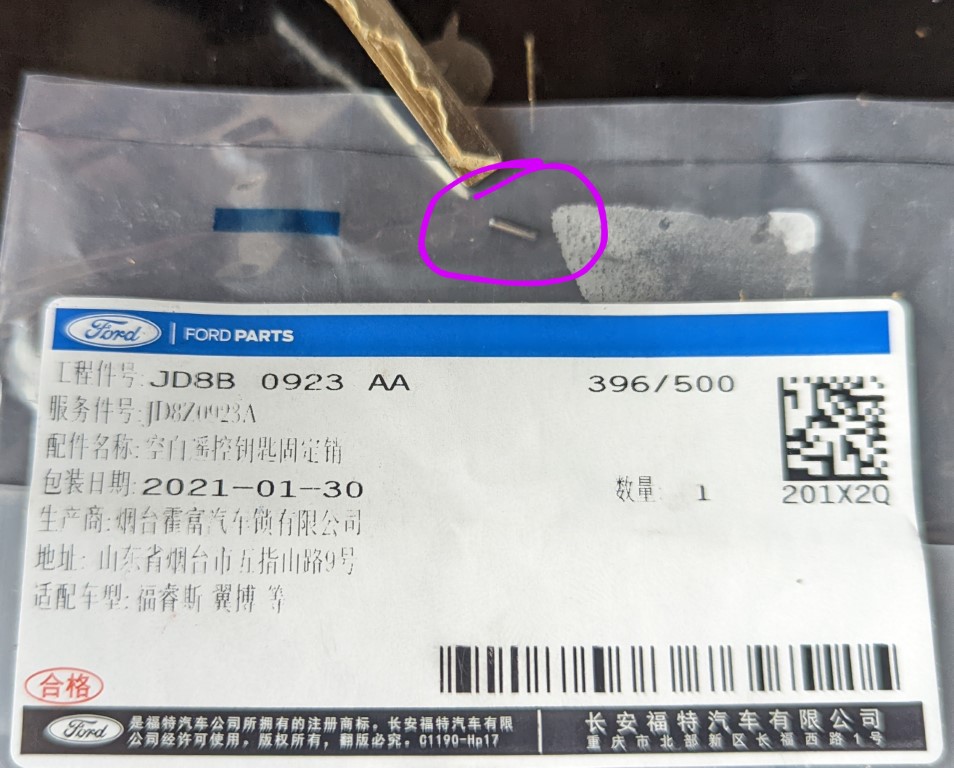 Ford FORD PARTS
工程件号:JD8B 0923 AA 396/500
服务件号:JD8Z0923A
配件名称:空白遥控钥匙固定销
包装日期:2021-01-30 数量: 1 201X2Q
生产商:烟台霍富汽车锁有限公司
地址: 山东省烟台市五指山路9号
适配车型:福睿斯 翼博 等
合格
Ford
是福特汽车公司所拥有的注册商标。长安福特汽车有限
公司经许可使用。版权所有,翻版必究。C1190-Hp17
长安福特汽车有限公司
重庆市北部新区长福西路1号